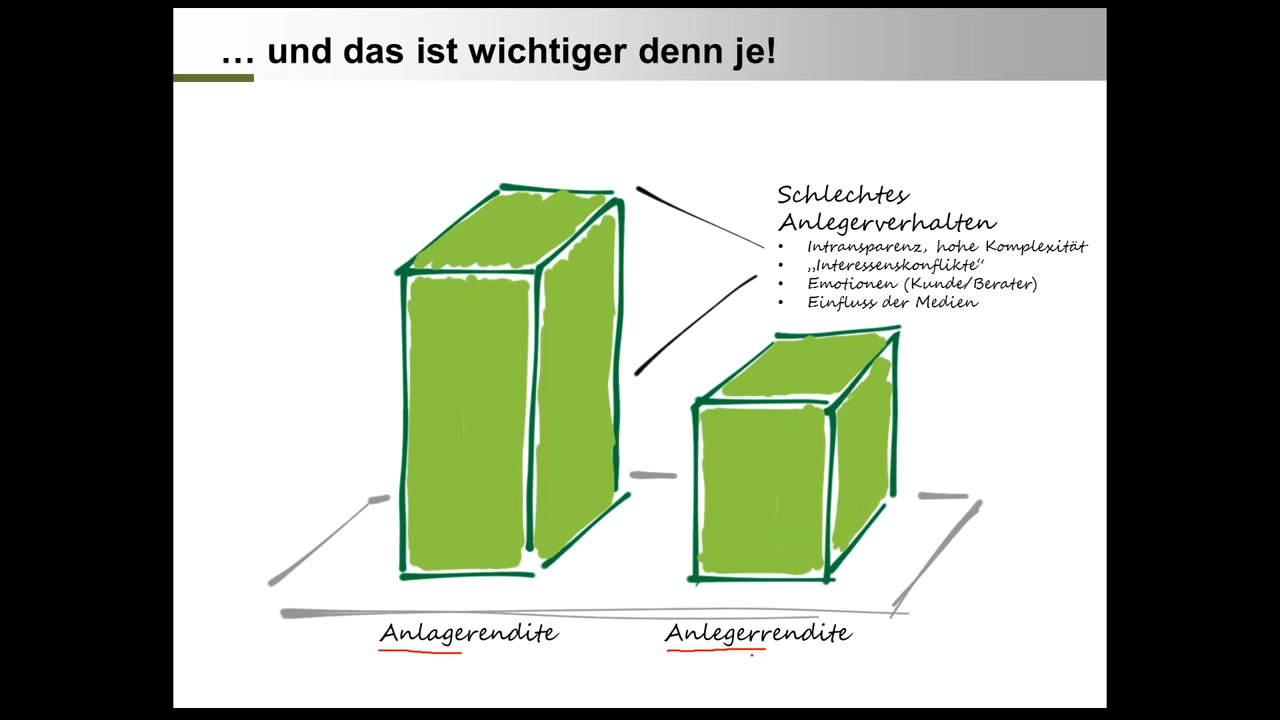 … und das ist wichtiger denn je!
Schlechtes
Anlegerverhalten
• Intransparenz, hohe Komplexität
• „Interessenskonflikte“
• Emotionen (Kunde/Berater)
• Einfluss der Medien
Anlagerendite
Anlegerrendite